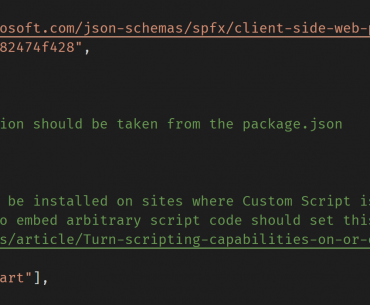 osoft.com/json-schemas/spfx/client-side-web-p
82474f428",
ion should be taken from the package.json
be installed on sites where Custom Script is
o embed arbitrary script code should set this
s/article/Turn-scripting-capabilities-on-or-o
art"],